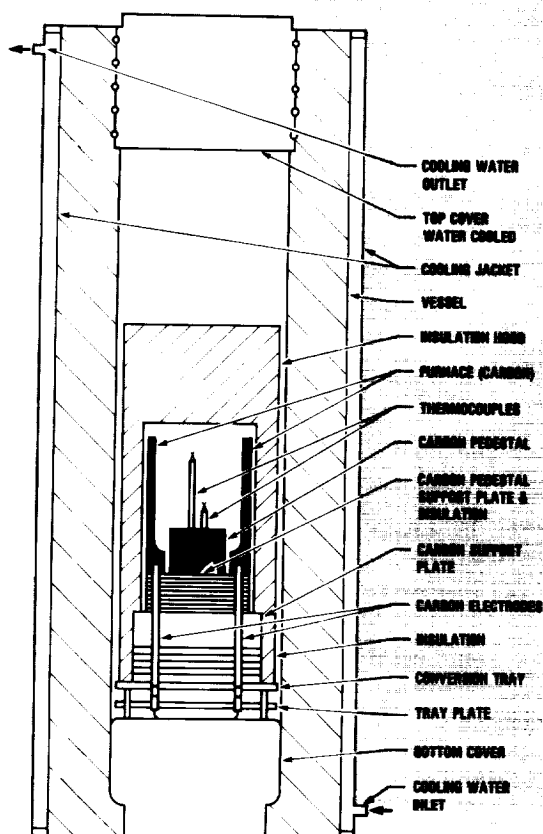 COOLING WATER
OUTLET
TOP COVER
WATER COOLED
COOLING JACKET
VESSEL
INSULATION HOOD
FURNACE (CARBON)
THERMOCOUPLES
CARBON PEDESTAL
CARBON PEDESTAL
SUPPORT PLATE &
INSULATION
CARBON SUPPORT
PLATE
CARBON ELECTRODES
INSULATION
CONVERSION TRAY
TRAY PLATE
BOTTOM COVER
COOLING WATER
INLET